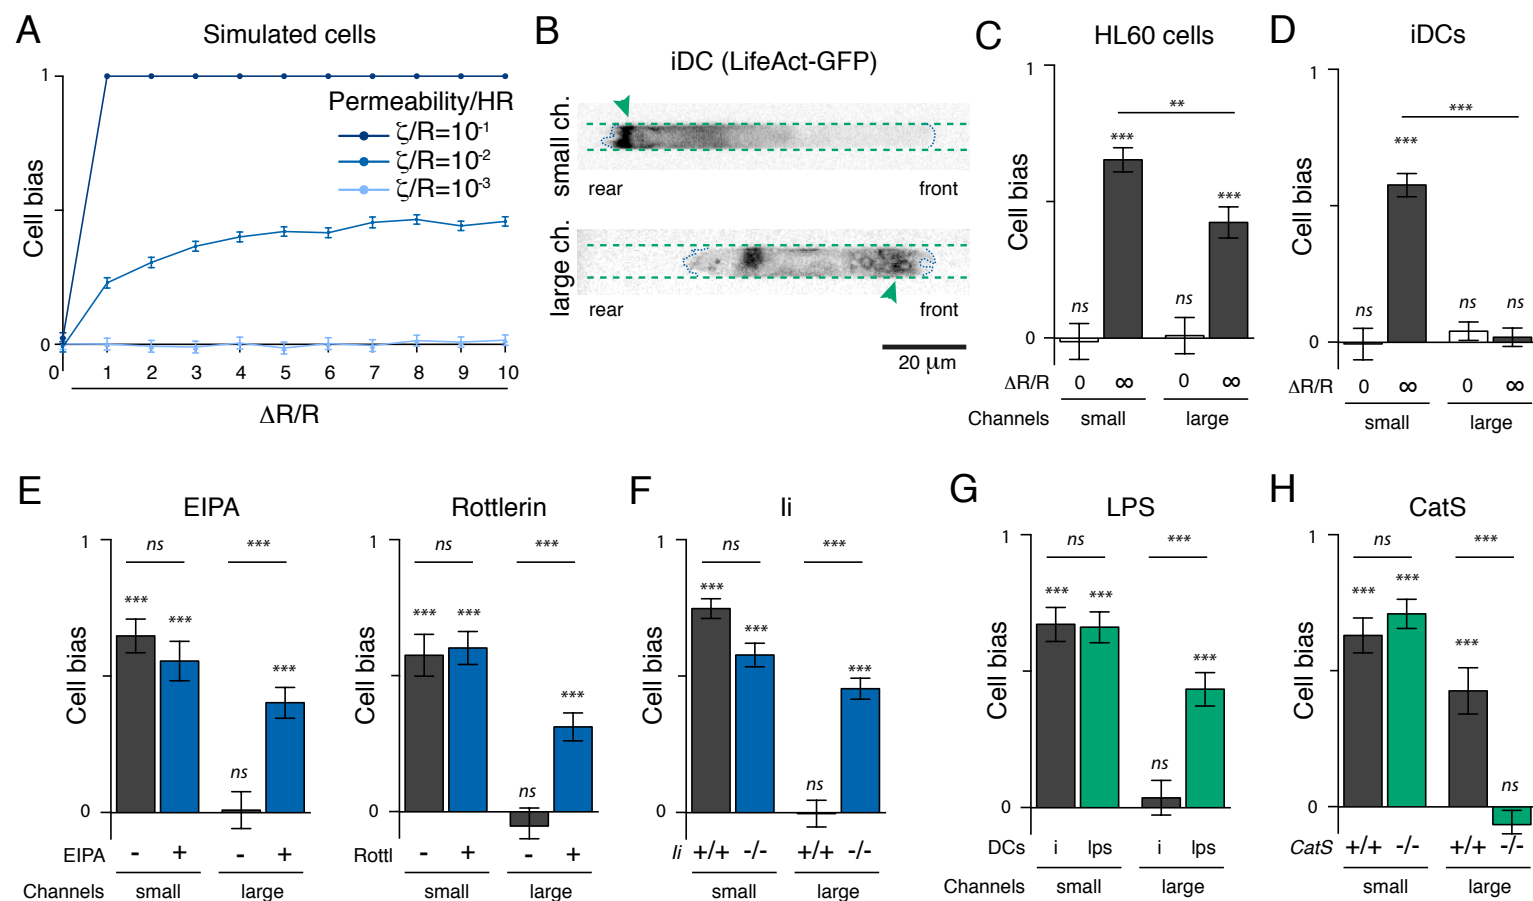 A
Simulated cells
1
0
Cell bias
Permeability/HR
ζ/R=10⁻¹
ζ/R=10⁻²
ζ/R=10⁻³
0 1 2 3 4 5 6 7 8 9 10
ΔR/R
B
iDC (LifeAct-GFP)
small ch.
rear front
large ch.
rear front
20 μm
C
HL60 cells
1
0
Cell bias
**
*** ***
ns ns
ΔR/R 0 ∞ 0 ∞
Channels small large
D
iDCs
1
0
Cell bias
***
***
ns ns ns
ΔR/R 0 ∞ 0 ∞
small large
E
EIPA
1
0
Cell bias
ns ***
*** *** ns ***
EIPA - + - +
Channels small large
Rottlerin
1
0
Cell bias
ns ***
*** *** ns ***
Rottl - + - +
small large
F
Ii
1
0
Cell bias
ns ***
*** *** ns ***
Ii +/+ -/- +/+ -/-
small large
G
LPS
1
0
Cell bias
ns ***
*** *** ns ***
DCs i lps i lps
Channels small large
H
CatS
1
0
Cell bias
ns ***
*** *** *** ns
CatS +/+ -/- +/+ -/-
small large